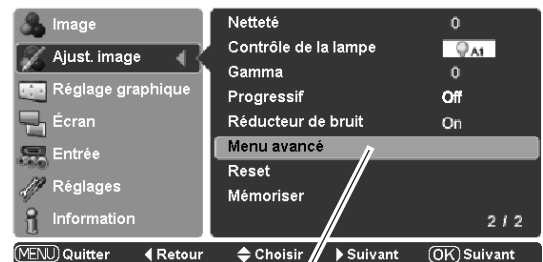 Image
Ajust. image
Réglage graphique
Écran
Entrée
Réglages
Information
Netteté 0
Contrôle de la lampe A1
Gamma 0
Progressif Off
Réducteur de bruit On
Menu avancé
Reset
Mémoriser
2 / 2
MENU Quitter Retour Choisir Suivant OK Suivant